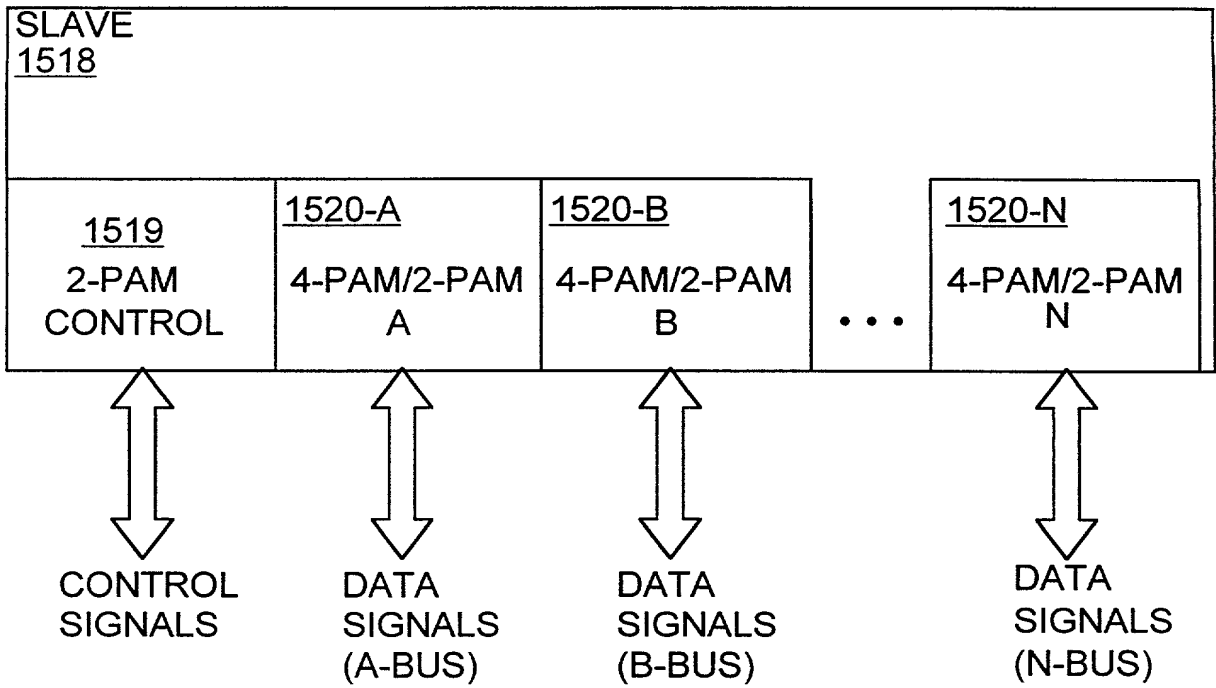 SLAVE
1518
1519
2-PAM
CONTROL
1520-A
4-PAM/2-PAM
A
1520-B
4-PAM/2-PAM
B
...
1520-N
4-PAM/2-PAM
N
CONTROL
SIGNALS
DATA
SIGNALS
(A-BUS)
DATA
SIGNALS
(B-BUS)
DATA
SIGNALS
(N-BUS)